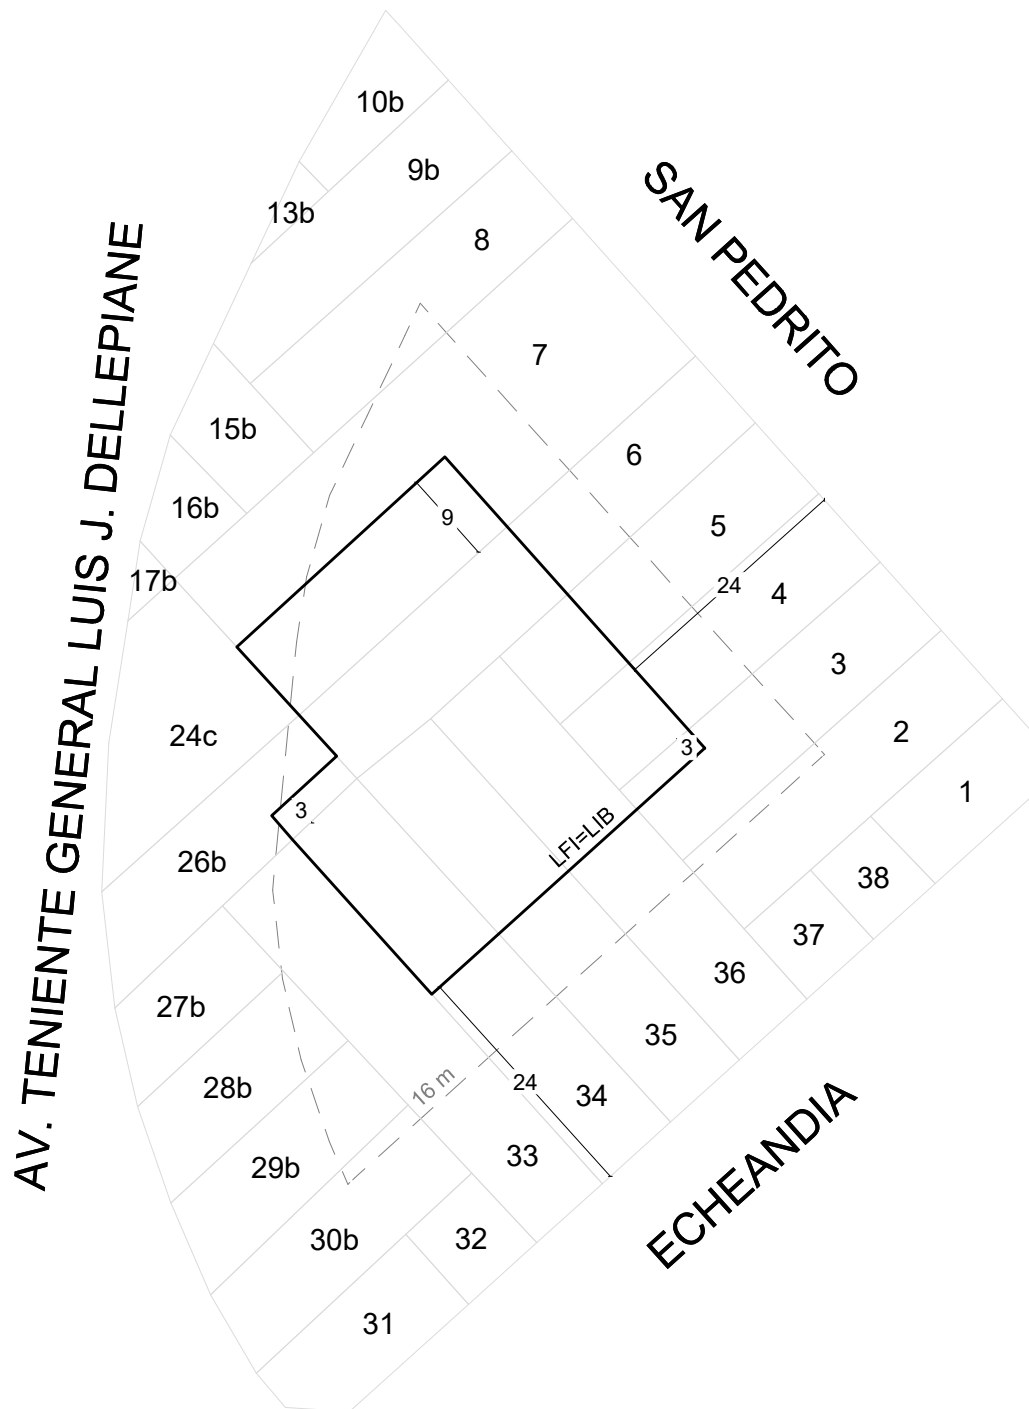 10b
9b
13b
8
SAN PEDRITO
AV. TENIENTE GENERAL LUIS J. DELLEPIANE
7
15b
6
16b
9
5
17b
24
4
3
24c
2
3
1
3
LFI=LIB
26b
38
37
36
27b
35
16 m
24
28b
34
ECHEANDIA
33
29b
30b
32
31